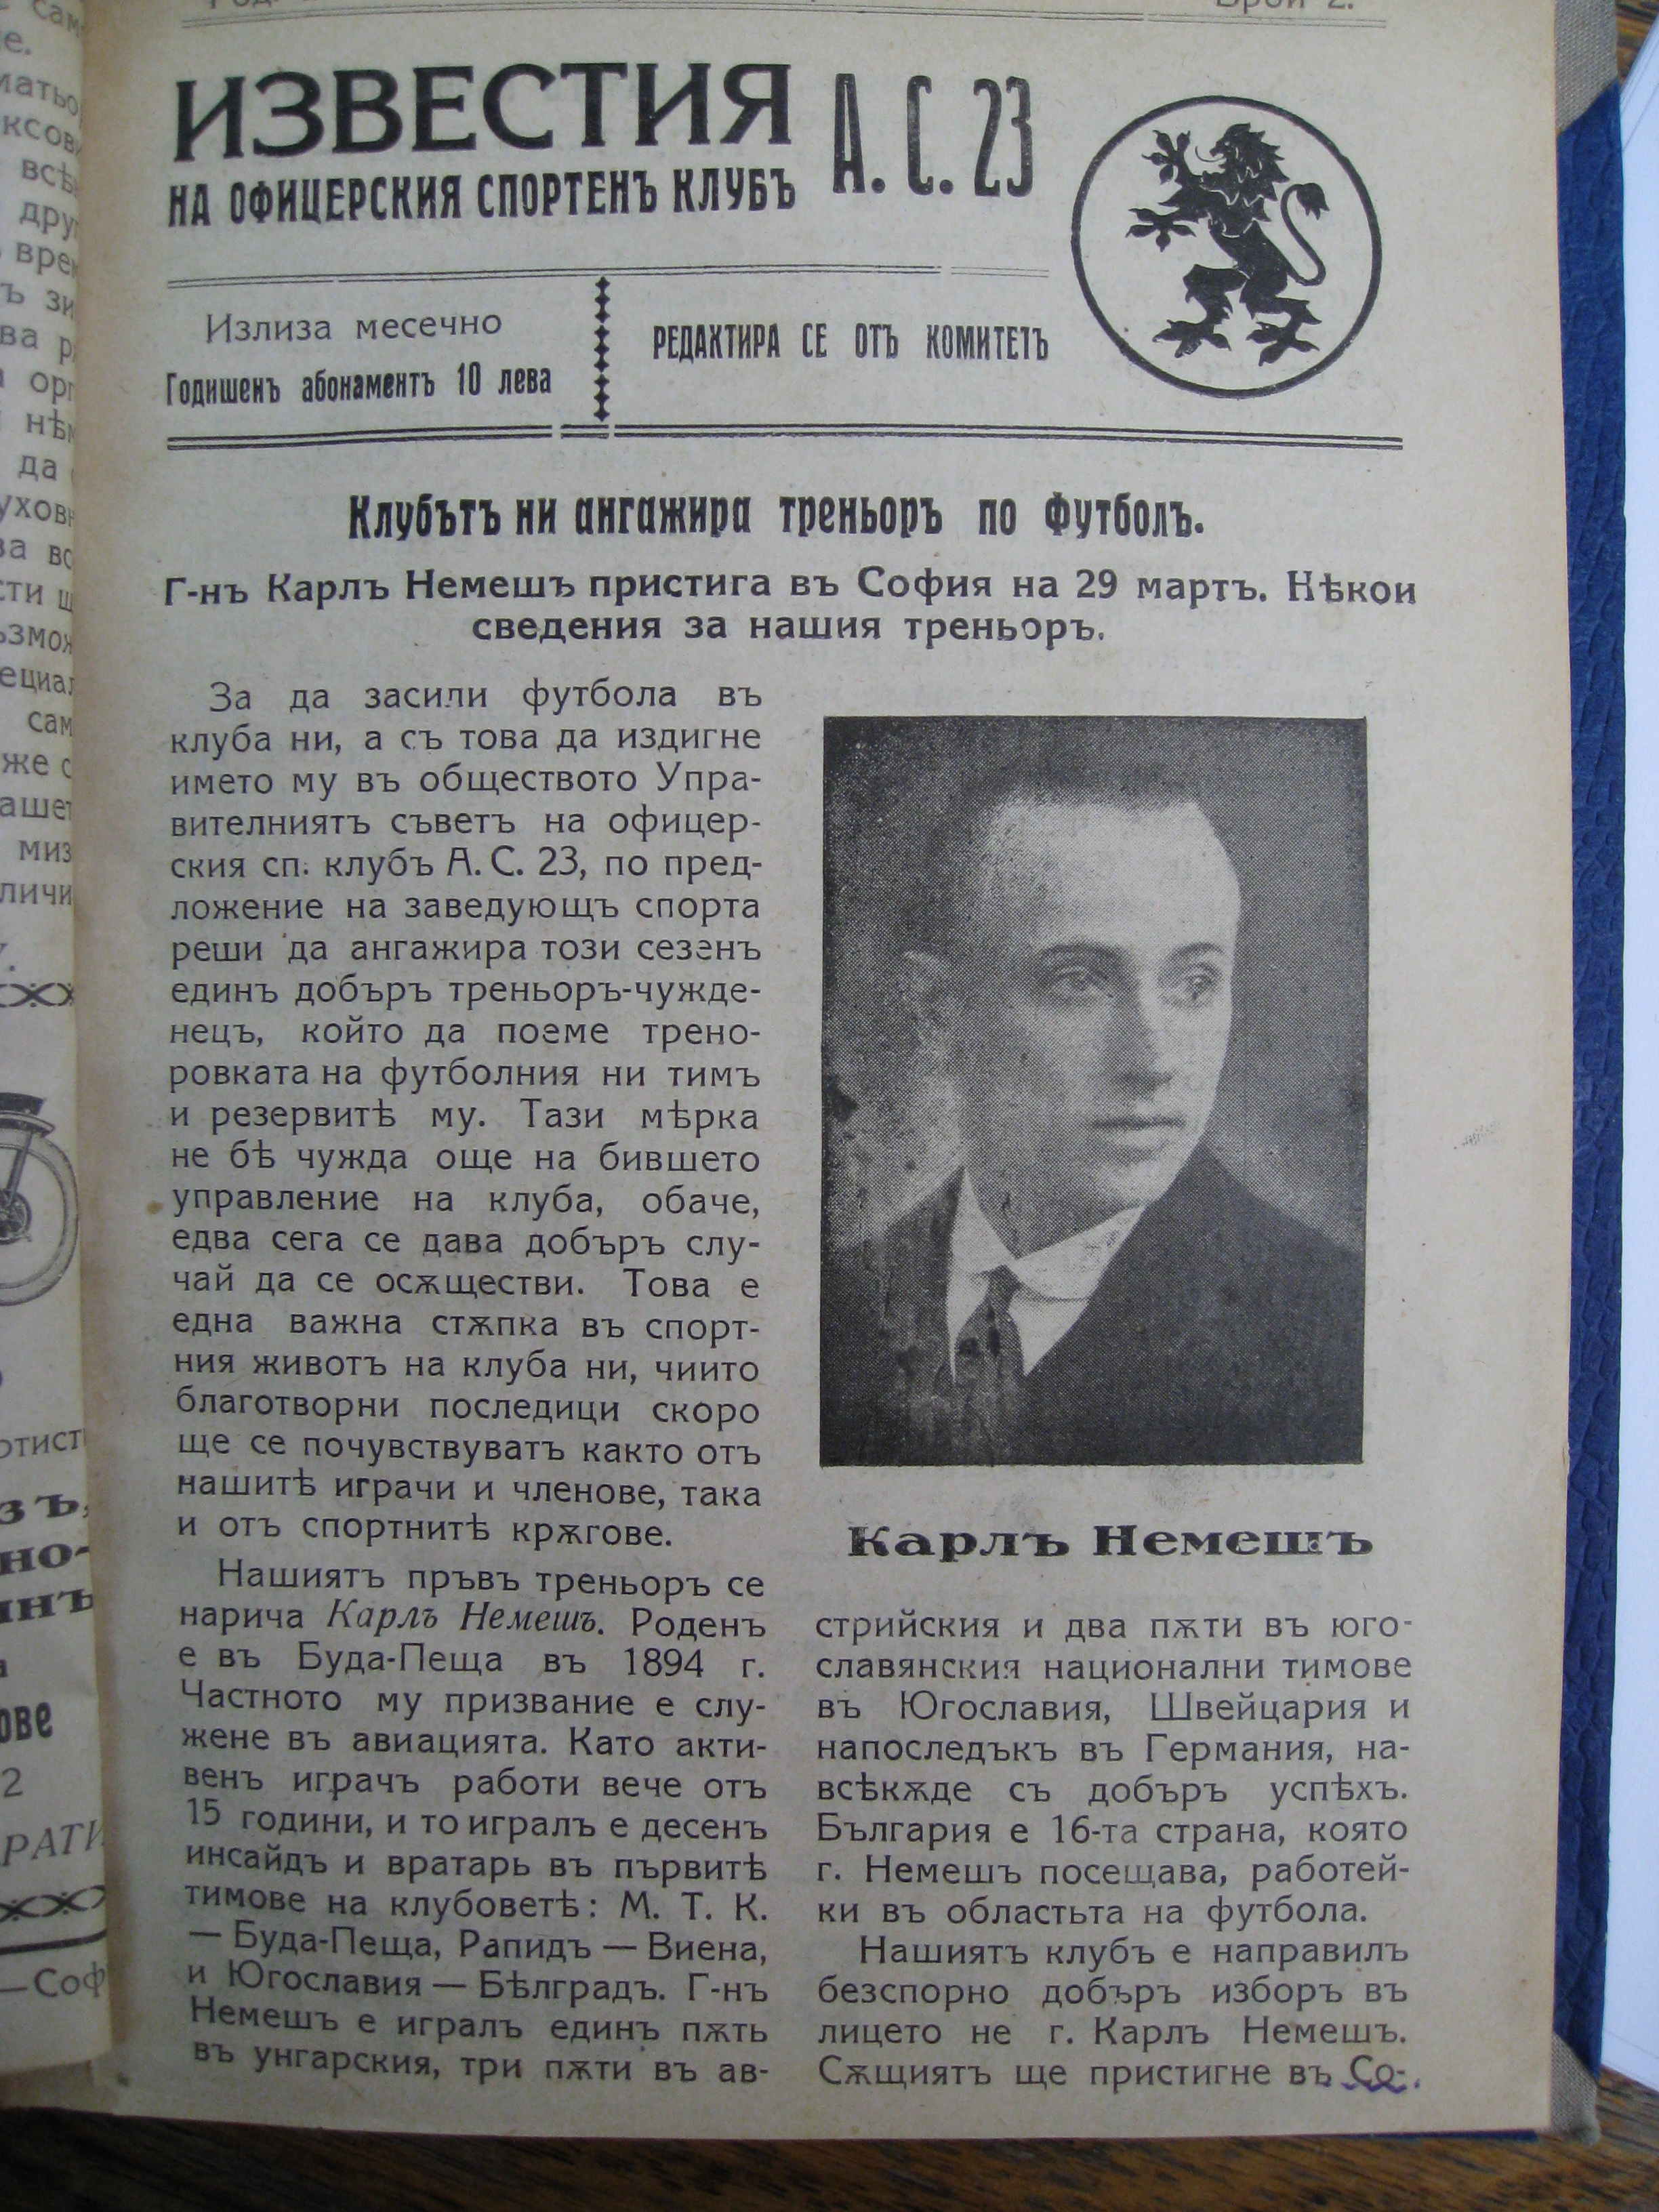 Брой 2.
ИЗВЕСТИЯ А. С. 23
НА ОФИЦЕРСКИЯ СПОРТЕНЪ КЛУБЪ
Излиза месечно
Годишенъ абонаментъ 10 лева
РЕДАКТИРА СЕ ОТЪ КОМИТЕТЪ
Клубътъ ни ангажира треньоръ по Футболъ.
Г-нъ Карлъ Немешъ пристига въ София на 29 мартъ. Нѣкои
сведения за нашия треньоръ.
За да засили футбола въ
клуба ни, а съ това да издигне
името му въ обществото Упра-
вителниятъ съветъ на офицер-
ския сп. клубъ А. С. 23, по пред-
ложение на заведующъ спорта
реши да ангажира този сезонъ
единъ добъръ треньоръ-чужде-
нецъ, който да поеме трено-
ровката на футболния ни тимъ
и резервитѣ му. Тази мѣрка
не бѣ чужда още на бившето
управление на клуба, обаче,
едва сега се дава добъръ слу-
чай да се осѫществи. Това е
една важна стѫпка въ спорт-
ния животъ на клуба ни, чиито
благотворни последици скоро
ще се почувствуватъ както отъ
нашитѣ играчи и членове, така
и отъ спортнитѣ крѫгове.
Нашиятъ пръвъ треньоръ се
нарича Карлъ Немешъ. Роденъ
е въ Буда-Пеща въ 1894 г.
Частното му призвание е слу-
жене въ авиацията. Като акти-
венъ играчъ работи вече отъ
15 години, и то игралъ е десенъ
инсайдъ и вратарь въ първитѣ
тимове на клубоветѣ: М. Т. К.
— Буда-Пеща, Рапидъ — Виена,
и Югославия — Бѣлградъ. Г-нъ
Немешъ е игралъ единъ пѫть
въ унгарския, три пѫти въ ав-
Карлъ Немешъ
стрийския и два пѫти въ юго-
славянския национални тимове
въ Югославия, Швейцария и
напоследъкъ въ Германия, на-
всѣкѫде съ добъръ успѣхъ.
България е 16-та страна, която
г. Немешъ посещава, работей-
ки въ областьта на футбола.
Нашиятъ клубъ е направилъ
безспорно добъръ изборъ въ
лицето не г. Карлъ Немешъ.
Сѫщиятъ ще пристигне въ Со-